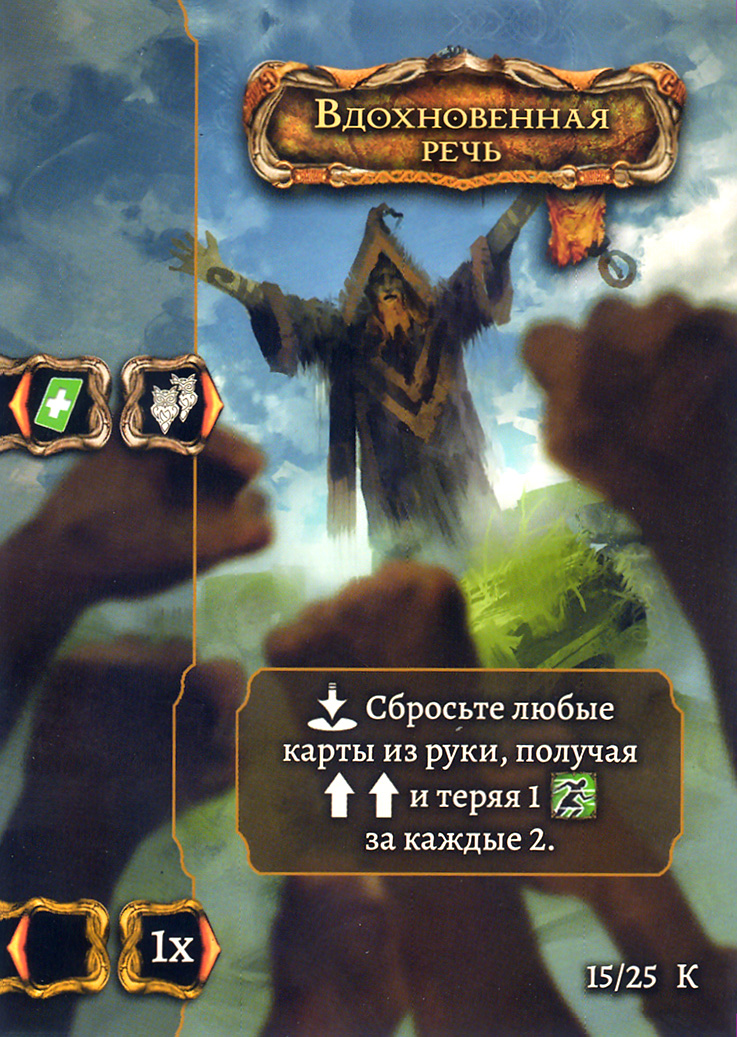 Вдохновенная
речь
Сбросьте любые
карты из руки, получая
и теряя 1
за каждые 2.
1x
15/25 К